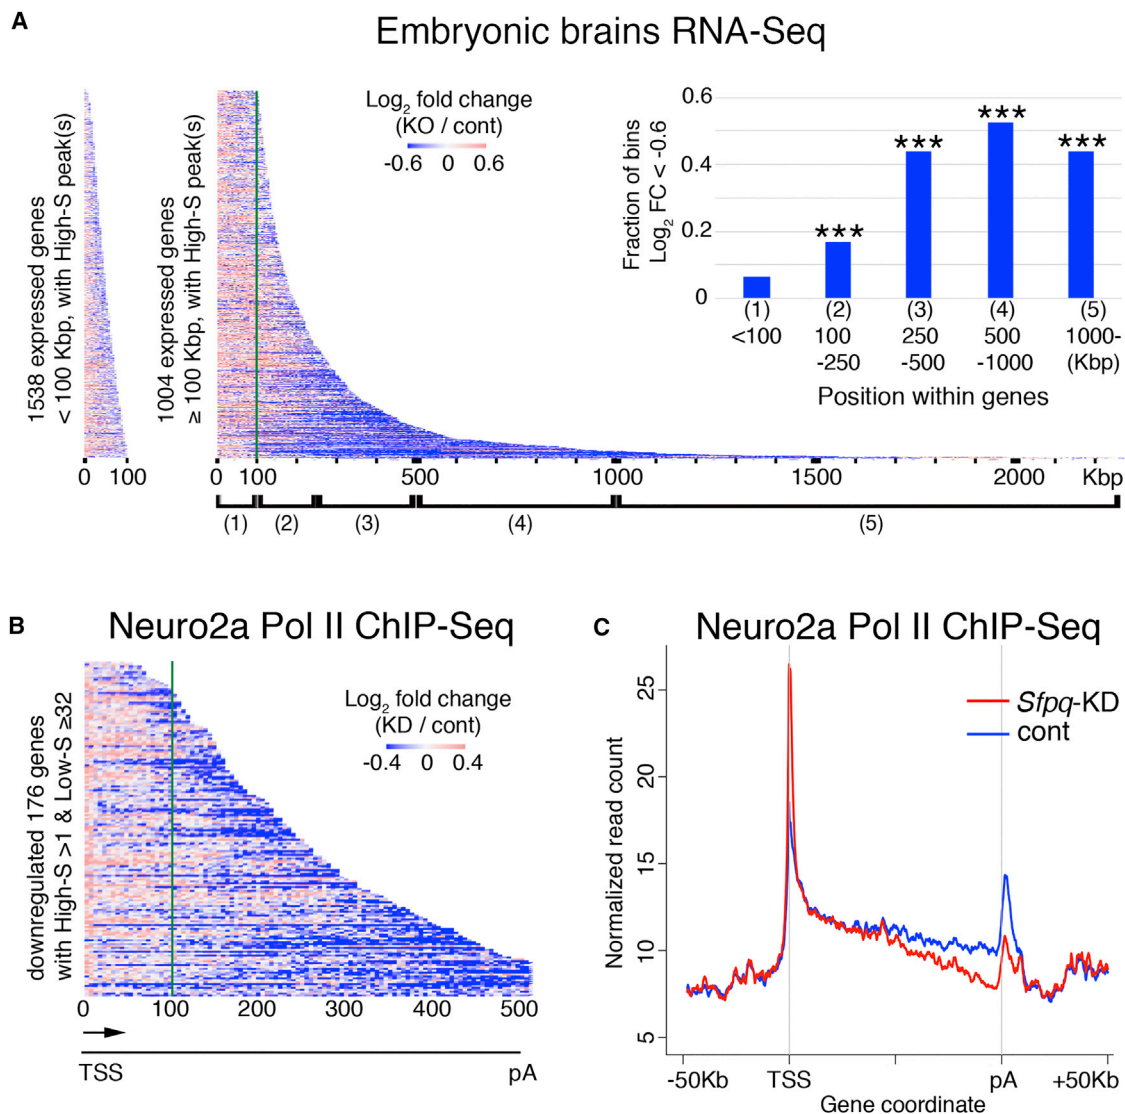 A
Embryonic brains RNA-Seq
1538 expressed genes
< 100 Kbp, with High-S peak(s)
1004 expressed genes
≥ 100 Kbp, with High-S peak(s)
Log2 fold change
(KO / cont)
-0.6 0 0.6
Fraction of bins
Log2 FC < -0.6
0.6
0.4
0.2
0
*** *** *** ***
(1) (2) (3) (4) (5)
<100 100 250 500 1000-
-250 -500 -1000 (Kbp)
Position within genes
0 100 0 100 500 1000 1500 2000 Kbp
(1) (2) (3) (4) (5)
B
Neuro2a Pol II ChIP-Seq
downregulated 176 genes
with High-S >1 & Low-S ≥32
Log2 fold change
(KD / cont)
-0.4 0 0.4
0 100 200 300 400 500
TSS pA
C
Neuro2a Pol II ChIP-Seq
Sfpq-KD
cont
Normalized read count
25
20
15
10
5
-50Kb TSS pA +50Kb
Gene coordinate